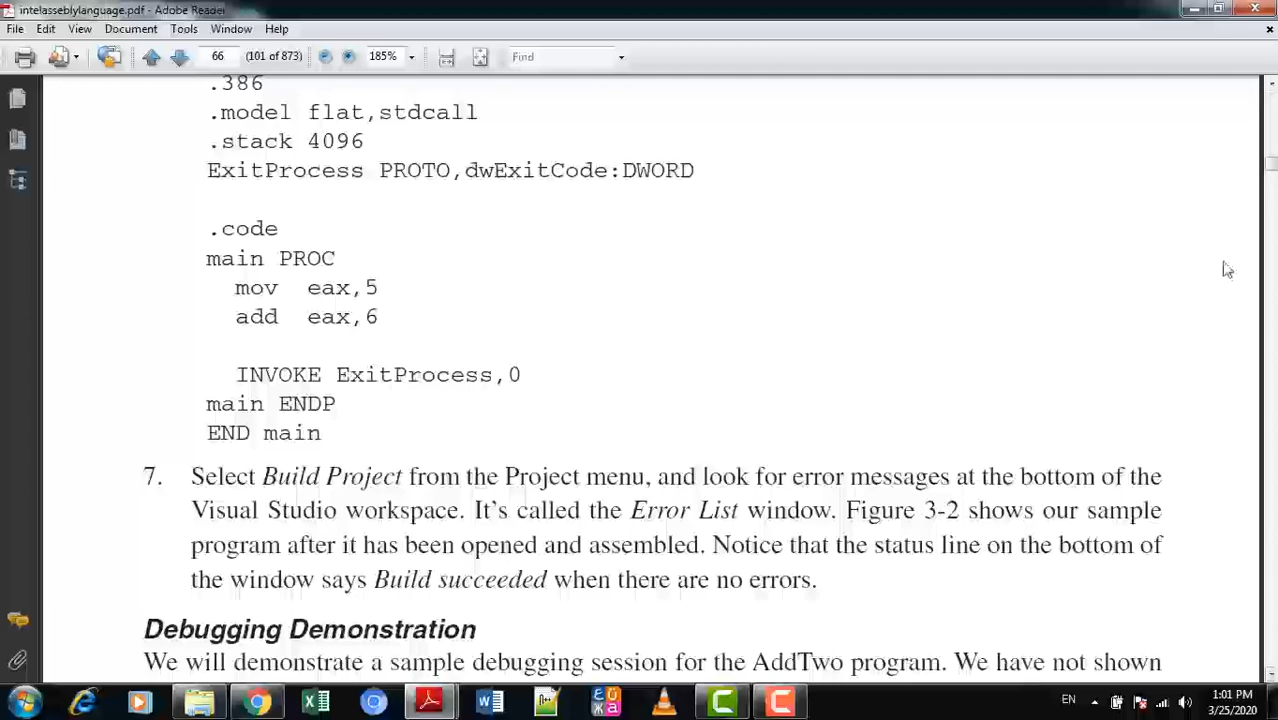 intelasseblylanguage.pdf - Adobe Reader
File Edit View Document Tools Window Help
66 (101 of 873) 185% Find
.386
.model flat,stdcall
.stack 4096
ExitProcess PROTO,dwExitCode:DWORD
.code
main PROC
mov eax,5
add eax,6
INVOKE ExitProcess,0
main ENDP
END main
7. Select Build Project from the Project menu, and look for error messages at the bottom of the
Visual Studio workspace. It’s called the Error List window. Figure 3-2 shows our sample
program after it has been opened and assembled. Notice that the status line on the bottom of
the window says Build succeeded when there are no errors.
Debugging Demonstration
We will demonstrate a sample debugging session for the AddTwo program. We have not shown
EN 1:01 PM
3/25/2020